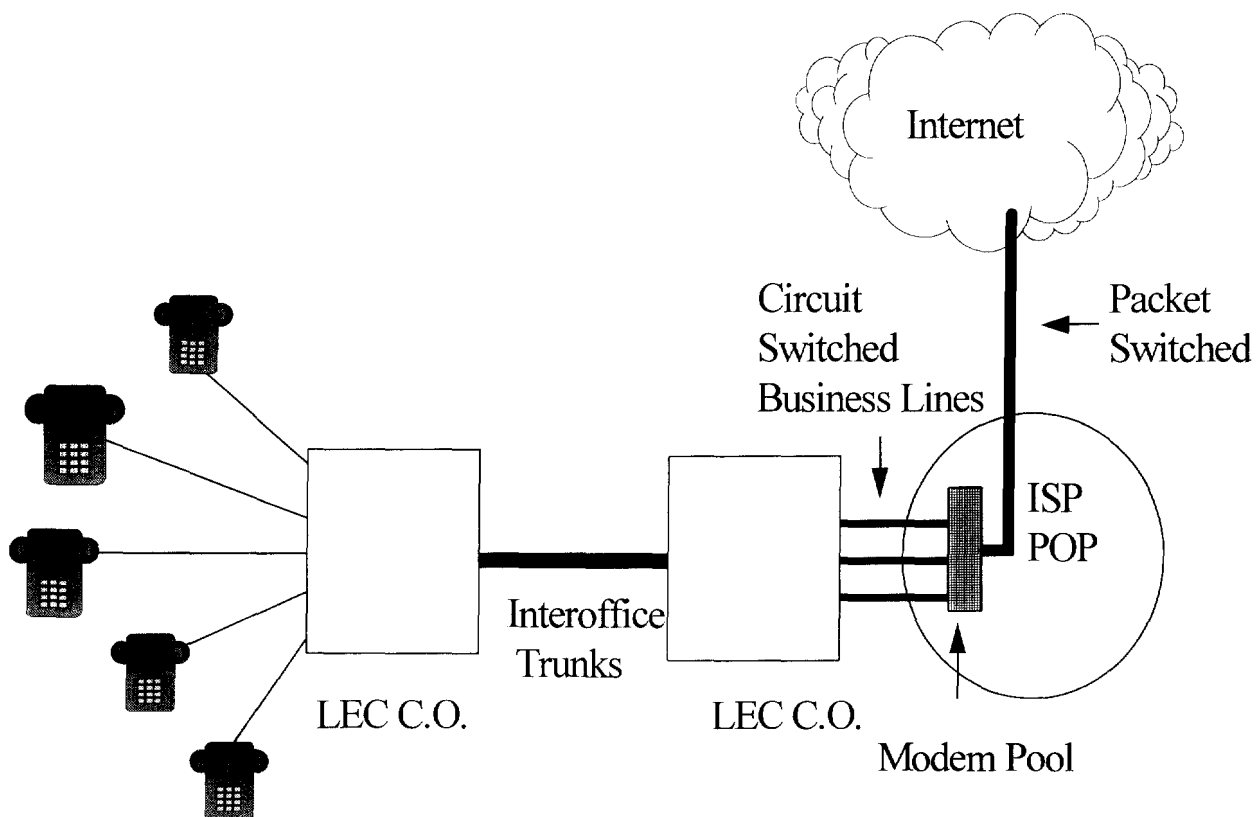 Internet
Circuit
Switched
Business Lines
Packet
Switched
ISP
POP
Interoffice
Trunks
LEC C.O.
LEC C.O.
Modem Pool